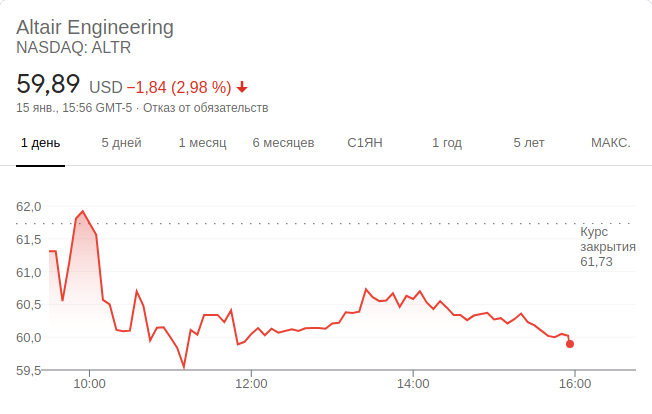 Altair Engineering
NASDAQ: ALTR
59,89 USD −1,84 (2,98 %)
15 янв., 15:56 GMT-5 · Отказ от обязательств
1 день 5 дней 1 месяц 6 месяцев С1ЯН 1 год 5 лет МАКС.
62,0
61,5
61,0
60,5
60,0
59,5
Курс
закрытия
61,73
10:00 12:00 14:00 16:00